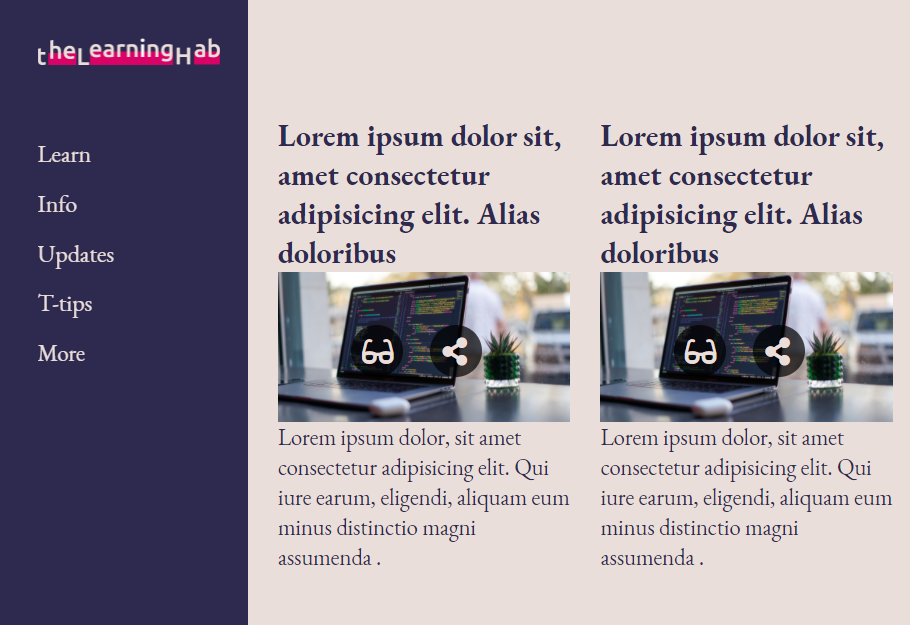 theLearningHab
Learn
Info
Updates
T-tips
More
Lorem ipsum dolor sit,
amet consectetur
adipisicing elit. Alias
doloribus
Lorem ipsum dolor, sit amet
consectetur adipisicing elit. Qui
iure earum, eligendi, aliquam eum
minus distinctio magni
assumenda .
Lorem ipsum dolor sit,
amet consectetur
adipisicing elit. Alias
doloribus
Lorem ipsum dolor, sit amet
consectetur adipisicing elit. Qui
iure earum, eligendi, aliquam eum
minus distinctio magni
assumenda .